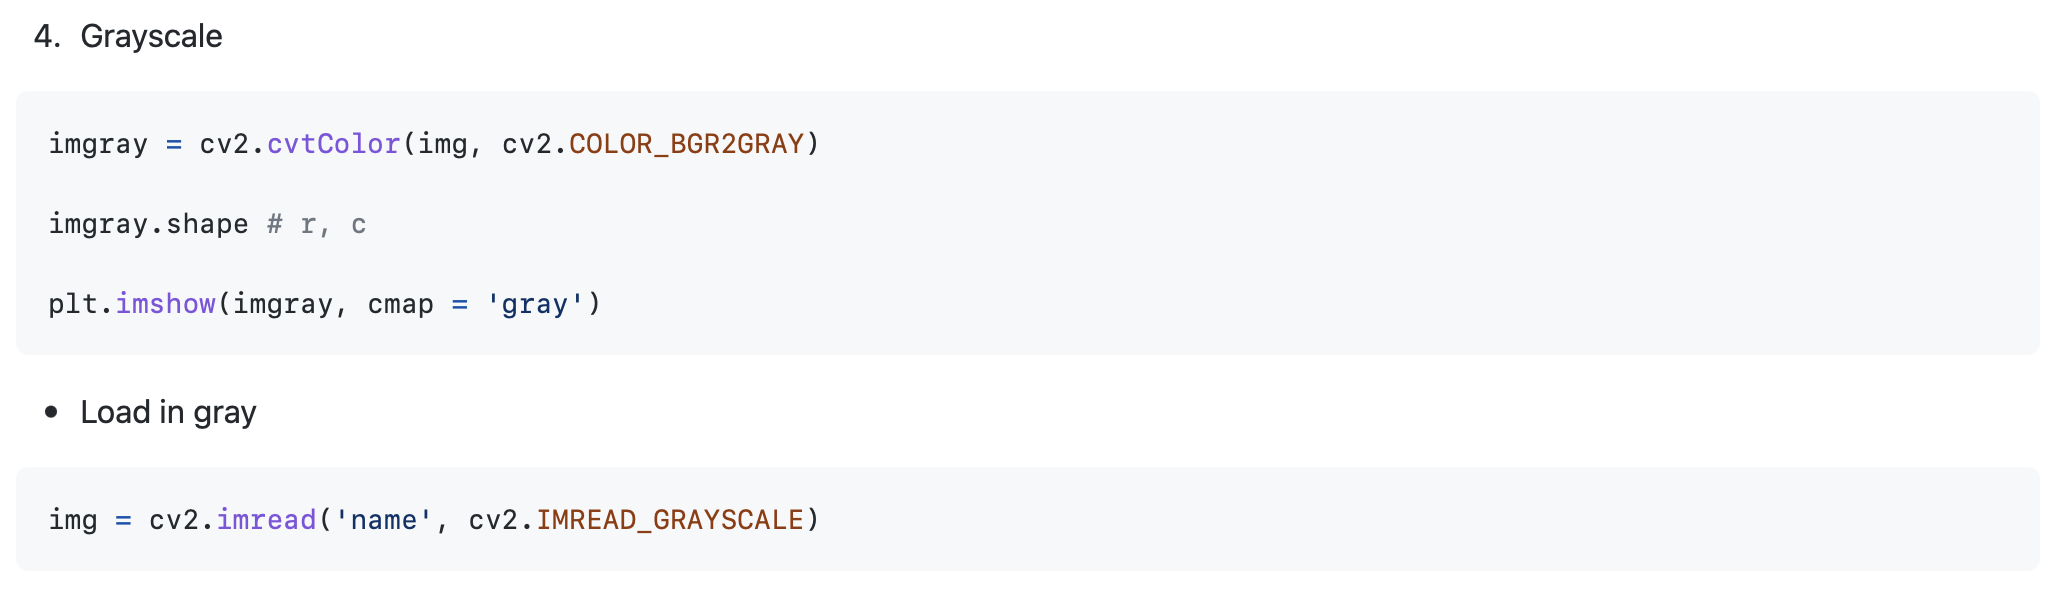 4. Grayscale
imgray = cv2.cvtColor(img, cv2.COLOR_BGR2GRAY)
imgray.shape # r, c
plt.imshow(imgray, cmap = 'gray')
• Load in gray
img = cv2.imread('name', cv2.IMREAD_GRAYSCALE)